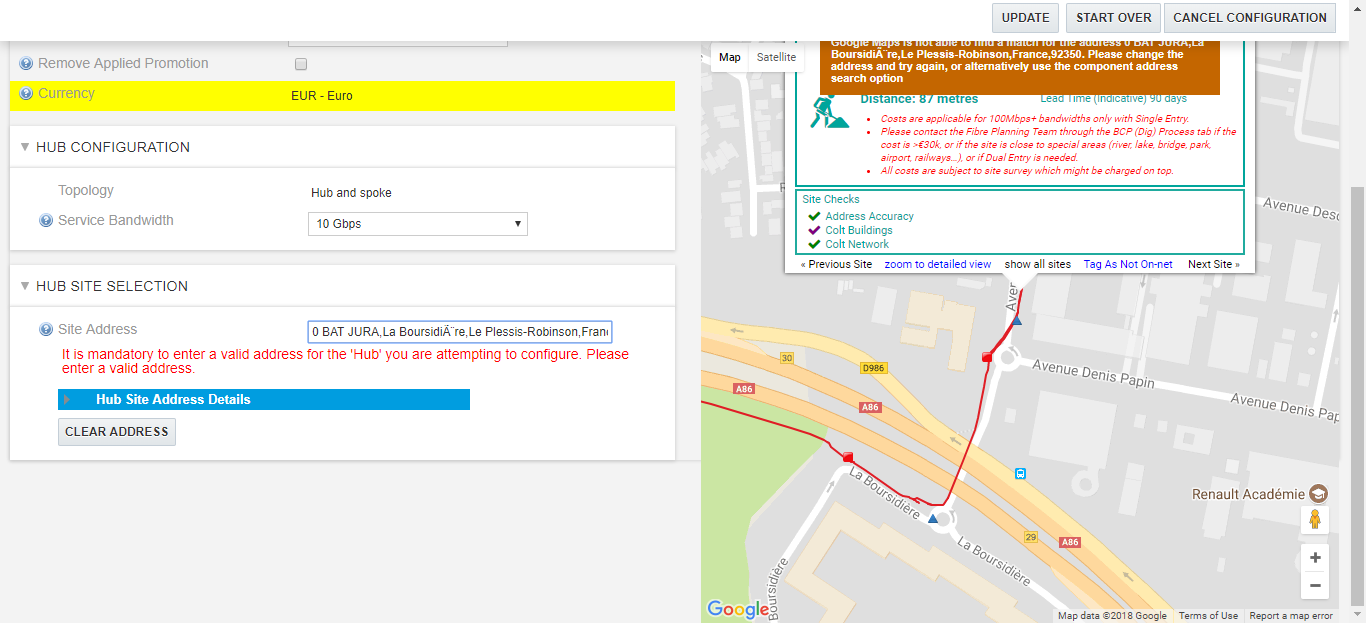 UPDATE
START OVER
CANCEL CONFIGURATION
Remove Applied Promotion
Currency
EUR - Euro
HUB CONFIGURATION
Topology
Hub and spoke
Service Bandwidth
10 Gbps
HUB SITE SELECTION
Site Address
0 BAT JURA,La BoursidiÃ¨re,Le Plessis-Robinson,Fran
It is mandatory to enter a valid address for the 'Hub' you are attempting to configure. Please
enter a valid address.
Hub Site Address Details
CLEAR ADDRESS
Map
Satellite
Google Maps is not able to find a match for the address 0 BAT JURA,La
BoursidiÃ¨re,Le Plessis-Robinson,France,92350. Please change the
address and try again, or alternatively use the component address
search option
Distance: 87 metres
Lead Time (Indicative) 90 days
Costs are applicable for 100Mbps+ bandwidths only with Single Entry.
Please contact the Fibre Planning Team through the BCP (Dig) Process tab if the
cost is >€30k, or if the site is close to special areas (river, lake, bridge, park,
airport, railways...), or if Dual Entry is needed.
All costs are subject to site survey which might be charged on top.
Site Checks
Address Accuracy
Colt Buildings
Colt Network
« Previous Site
zoom to detailed view
show all sites
Tag As Not On-net
Next Site »
Avenue Desc
Aver
30
D986
A86
A86
Avenue Denis Papin
Avenue Denis Pap
La Boursidière
Renault Académie
29
A86
La Boursidière
Boursidière
Google
Map data ©2018 Google
Terms of Use
Report a map error